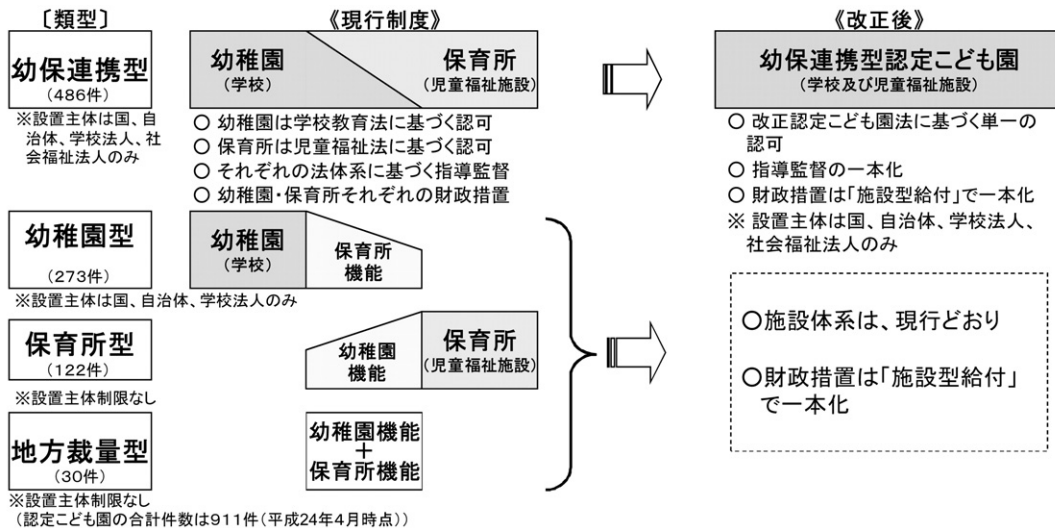 〔類型〕
《現行制度》
《改正後》
幼保連携型
(486件)
※設置主体は国、自
治体、学校法人、社
会福祉法人のみ
幼稚園
(学校)
保育所
(児童福祉施設)
○ 幼稚園は学校教育法に基づく認可
○ 保育所は児童福祉法に基づく認可
○ それぞれの法体系に基づく指導監督
○ 幼稚園・保育所それぞれの財政措置
幼保連携型認定こども園
(学校及び児童福祉施設)
○ 改正認定こども園法に基づく単一の
認可
○ 指導監督の一本化
○ 財政措置は「施設型給付」で一本化
※ 設置主体は国、自治体、学校法人、
社会福祉法人のみ
幼稚園型
(273件)
※設置主体は国、自治体、学校法人のみ
幼稚園
(学校)
保育所
機能
保育所型
(122件)
※設置主体制限なし
幼稚園
機能
保育所
(児童福祉施設)
地方裁量型
(30件)
※設置主体制限なし
幼稚園機能
+
保育所機能
○施設体系は、現行どおり
○財政措置は「施設型給付」
で一本化
(認定こども園の合計件数は911件(平成24年4月時点))